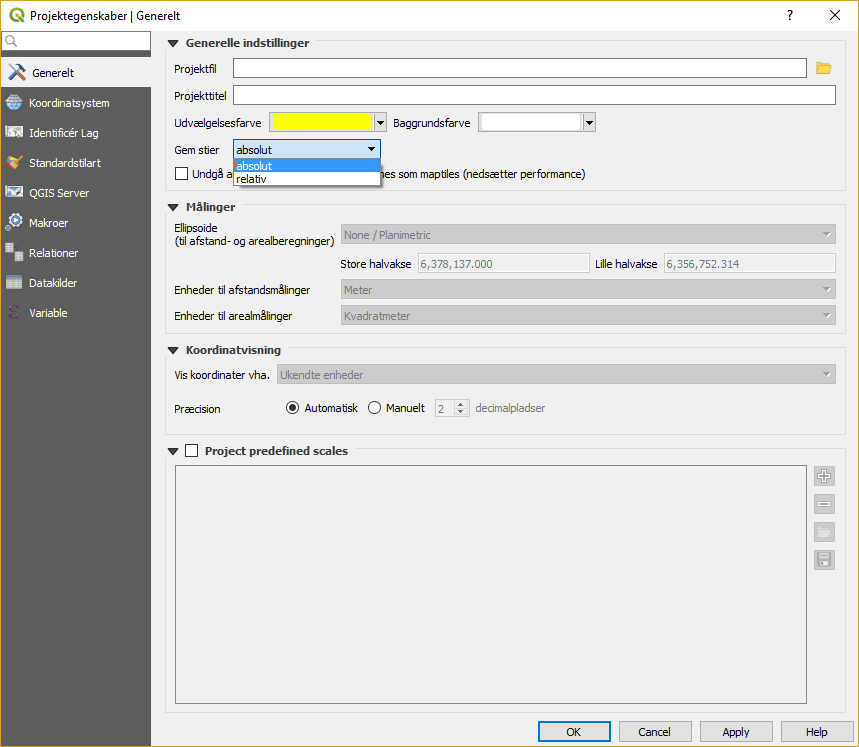 Projektegenskaber | Generelt
?
Generelt
Koordinatsystem
Identificér Lag
Standardstilart
QGIS Server
Makroer
Relationer
Datakilder
Variable
Generelle indstillinger
Projektfil
Projekttitel
Udvælgelsesfarve
Baggrundsfarve
Gem stier absolut
absolut
relativ
Undgå som maptiles (nedsætter performance)
Målinger
Ellipsoide
(til afstand- og arealberegninger) None / Planimetric
Store halvakse 6,378,137.000 Lille halvakse 6,356,752.314
Enheder til afstandsmålinger Meter
Enheder til arealmålinger Kvadratmeter
Koordinatvisning
Vis koordinater vha. Ukendte enheder
Præcision Automatisk Manuelt 2 decimalpladser
Project predefined scales
OK Cancel Apply Help